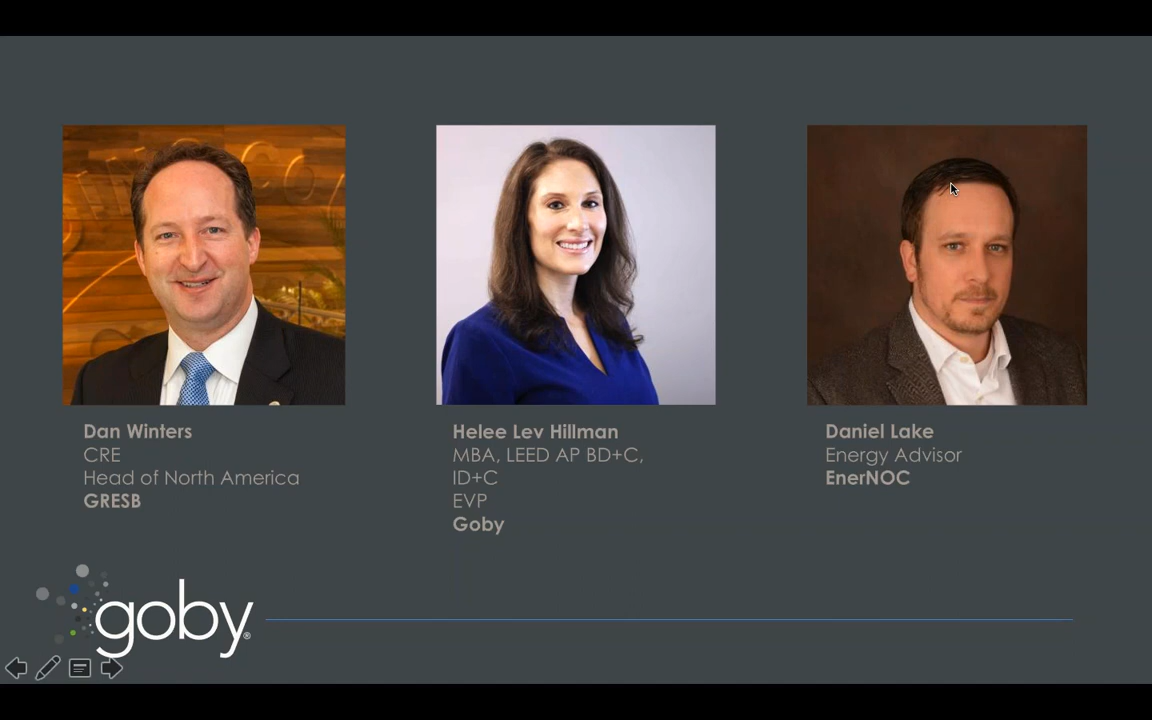 Dan Winters
CRE
Head of North America
GRESB
Helee Lev Hillman
MBA, LEED AP BD+C,
ID+C
EVP
Goby
Daniel Lake
Energy Advisor
EnerNOC
goby®